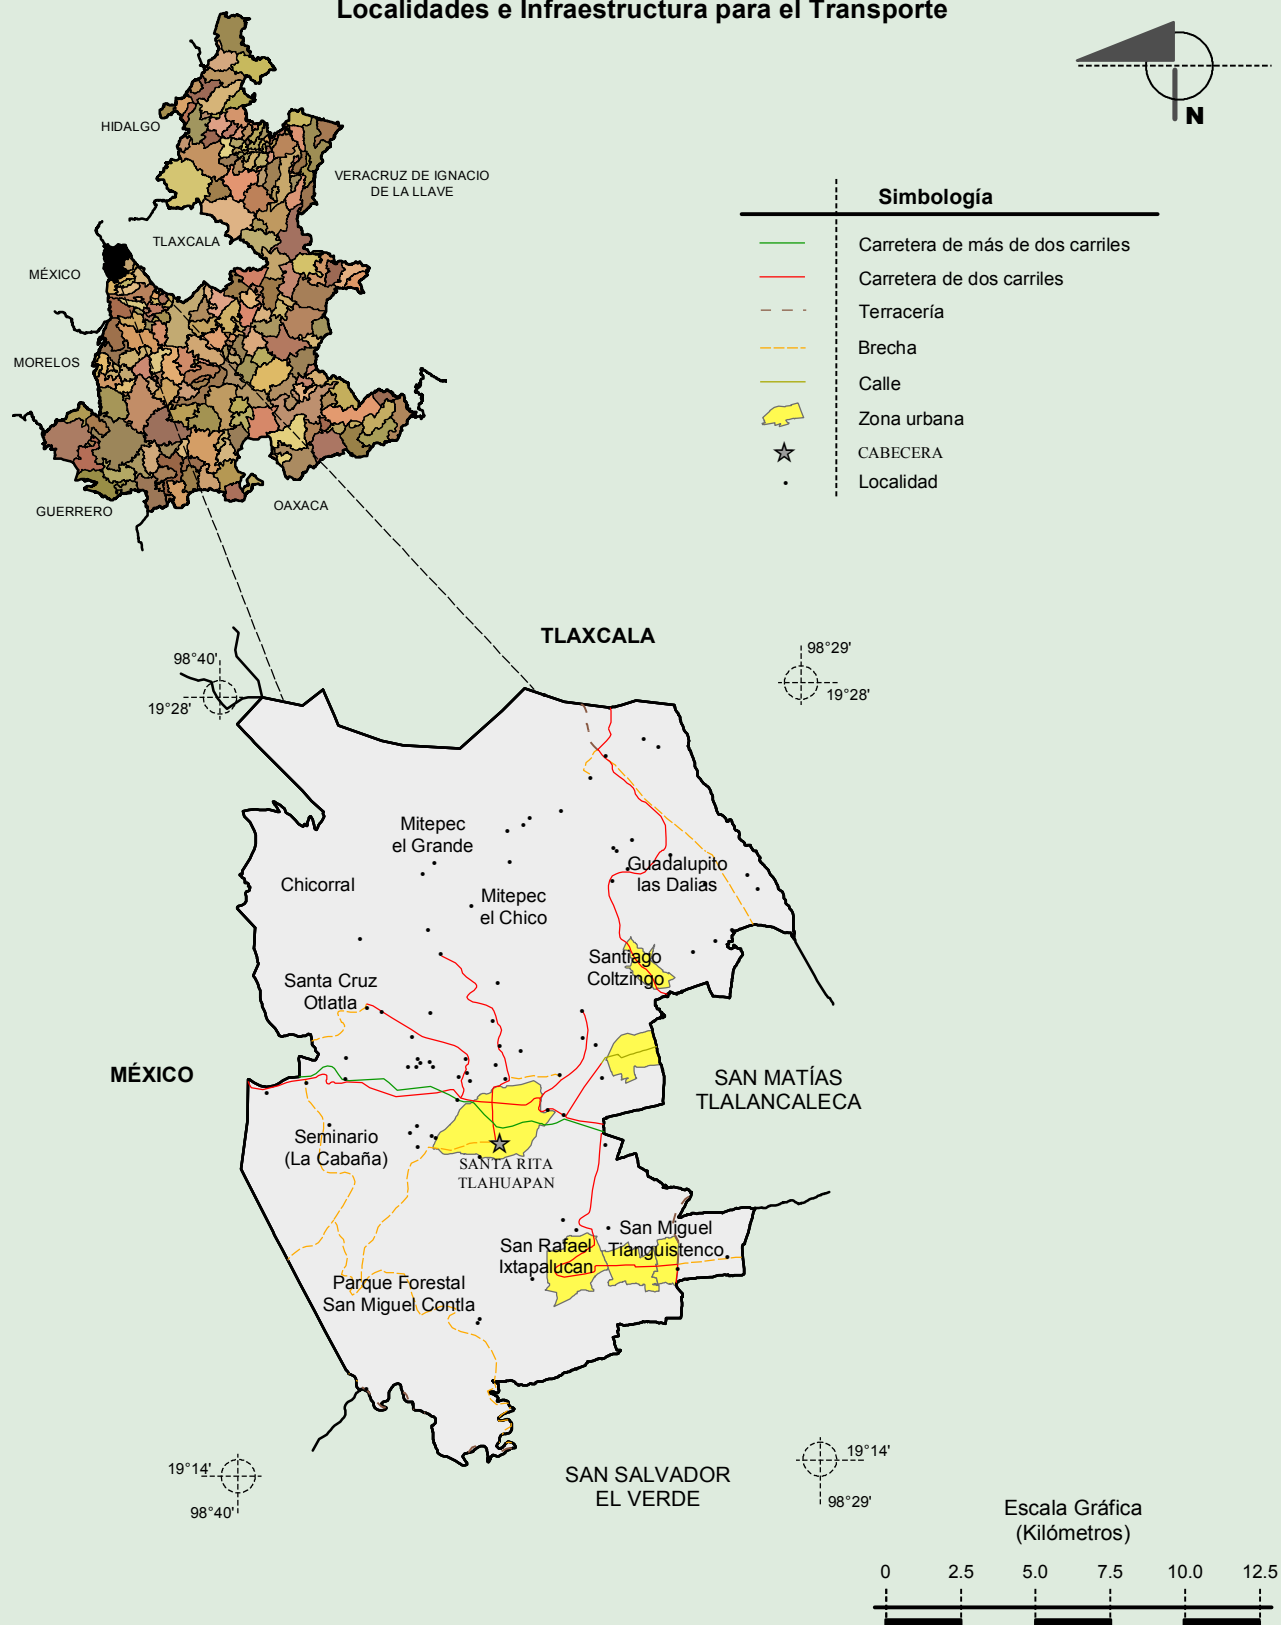 Localidades e Infraestructura para el Transporte
N
HIDALGO
VERACRUZ DE IGNACIO
DE LA LLAVE
TLAXCALA
MÉXICO
MORELOS
GUERRERO
OAXACA
Simbología
Carretera de más de dos carriles
Carretera de dos carriles
Terracería
Brecha
Calle
Zona urbana
CABECERA
Localidad
TLAXCALA
98°40'
19°28'
98°29'
19°28'
Mitepec
el Grande
Chicorral
Mitepec
el Chico
Guadalupito
las Dalias
Santiago
Coltzingo
Santa Cruz
Otlatla
MÉXICO
SAN MATÍAS
TLALANCALECA
Seminario
(La Cabaña)
SANTA RITA
TLAHUAPAN
San Miguel
Tianguistenco
San Rafael
Ixtapalucan
Parque Forestal
San Miguel Contla
19°14'
98°40'
SAN SALVADOR
EL VERDE
19°14'
98°29'
Escala Gráfica
(Kilómetros)
0 2.5 5.0 7.5 10.0 12.5